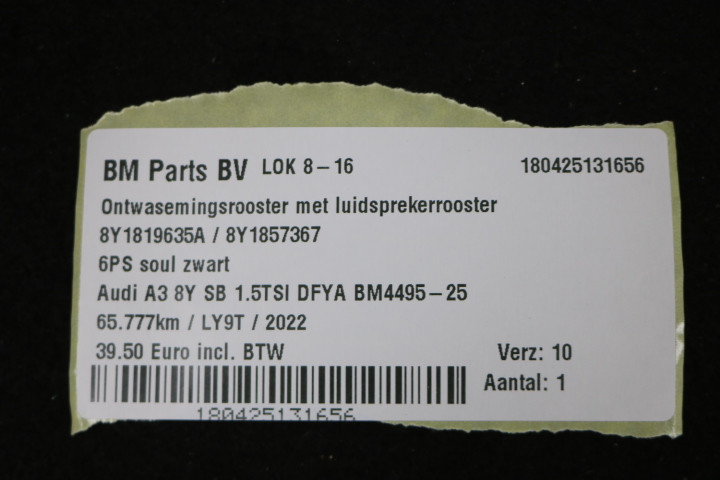 BM Parts BV LOK 8-16 180425131656
Ontwasemingsrooster met luidsprekerrooster
8Y1819635A / 8Y1857367
6PS soul zwart
Audi A3 8Y SB 1.5TSI DFYA BM4495-25
65.777km / LY9T / 2022
39.50 Euro incl. BTW Verz: 10
Aantal: 1
180425131656